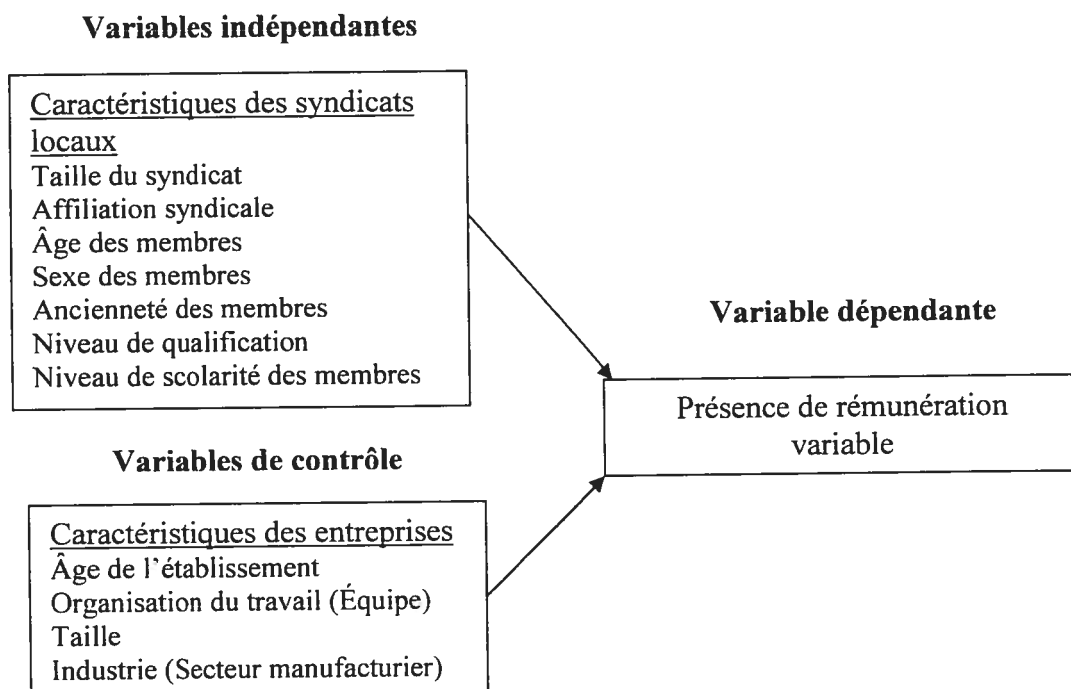 Variables indépendantes
Caractéristiques des syndicats
locaux
Taille du syndicat
Affiliation syndicale
Âge des membres
Sexe des membres
Ancienneté des membres
Niveau de qualification
Niveau de scolarité des membres
Variable dépendante
Présence de rémunération
variable
Variables de contrôle
Caractéristiques des entreprises
Âge de l'établissement
Organisation du travail (Équipe)
Taille
Industrie (Secteur manufacturier)